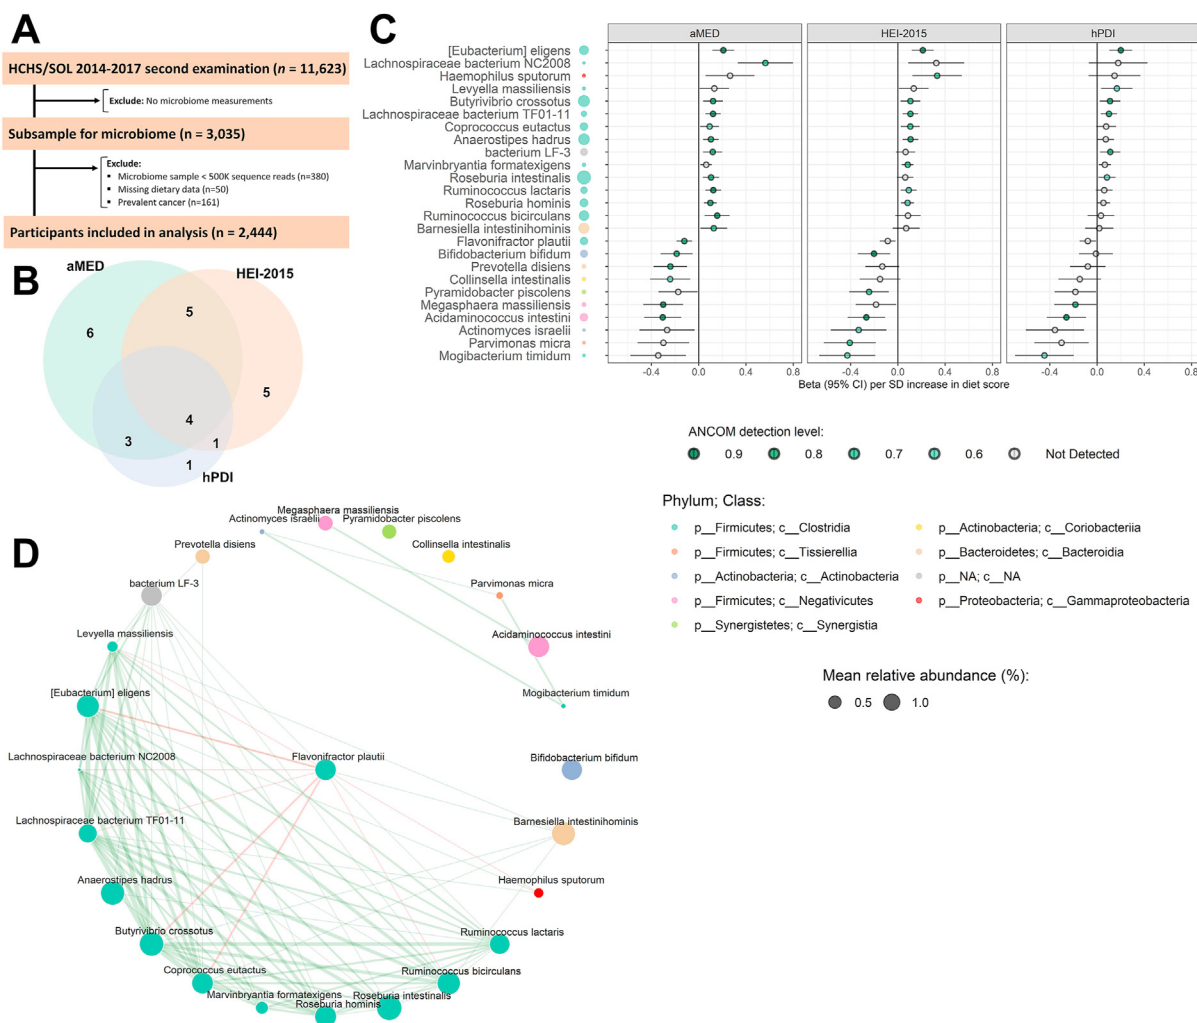 A
HCHS/SOL 2014-2017 second examination (n = 11,623)
Exclude: No microbiome measurements
Subsample for microbiome (n = 3,035)
Exclude:
▪ Microbiome sample < 500K sequence reads (n=380)
▪ Missing dietary data (n=50)
▪ Prevalent cancer (n=161)
Participants included in analysis (n = 2,444)
B
aMED
HEI-2015
6
5
5
4
3
1
1
hPDI
C
aMED
HEI-2015
hPDI
[Eubacterium] eligens
Lachnospiraceae bacterium NC2008
Haemophilus sputorum
Levyella massiliensis
Butyrivibrio crossotus
Lachnospiraceae bacterium TF01-11
Coprococcus eutactus
Anaerostipes hadrus
bacterium LF-3
Marvinbryantia formatexigens
Roseburia intestinalis
Ruminococcus lactaris
Roseburia hominis
Ruminococcus bicirculans
Barnesiella intestinihominis
Flavonifractor plautii
Bifidobacterium bifidum
Prevotella disiens
Collinsella intestinalis
Pyramidobacter piscolens
Megasphaera massiliensis
Acidaminococcus intestini
Actinomyces israelii
Parvimonas micra
Mogibacterium timidum
-0.4 0.0 0.4 0.8
-0.4 0.0 0.4 0.8
-0.4 0.0 0.4 0.8
Beta (95% CI) per SD increase in diet score
ANCOM detection level:
0.9 0.8 0.7 0.6 Not Detected
Phylum; Class:
p__Firmicutes; c__Clostridia
p__Firmicutes; c__Tissierellia
p__Actinobacteria; c__Actinobacteria
p__Firmicutes; c__Negativicutes
p__Synergistetes; c__Synergistia
p__Actinobacteria; c__Coriobacteriia
p__Bacteroidetes; c__Bacteroidia
p__NA; c__NA
p__Proteobacteria; c__Gammaproteobacteria
Mean relative abundance (%):
0.5 1.0
D
Megasphaera massiliensis
Actinomyces israelii
Pyramidobacter piscolens
Prevotella disiens
Collinsella intestinalis
bacterium LF-3
Parvimonas micra
Levyella massiliensis
Acidaminococcus intestini
[Eubacterium] eligens
Mogibacterium timidum
Lachnospiraceae bacterium NC2008
Flavonifractor plautii
Bifidobacterium bifidum
Lachnospiraceae bacterium TF01-11
Barnesiella intestinihominis
Anaerostipes hadrus
Haemophilus sputorum
Butyrivibrio crossotus
Ruminococcus lactaris
Coprococcus eutactus
Ruminococcus bicirculans
Marvinbryantia formatexigens
Roseburia intestinalis
Roseburia hominis